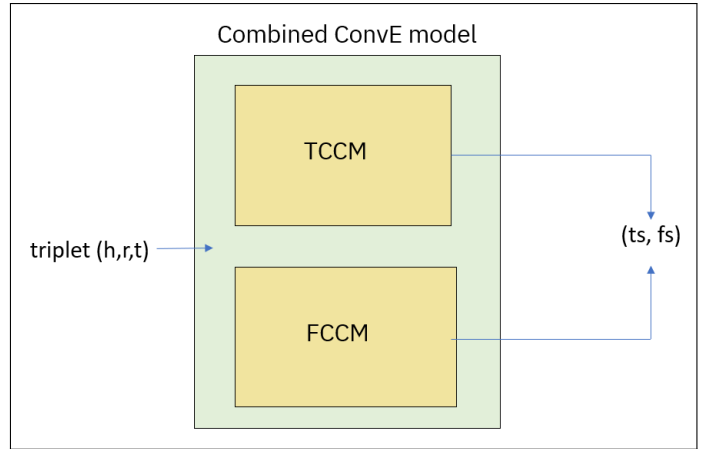 Combined ConvE model
TCCM
triplet (h,r,t)
(ts, fs)
FCCM